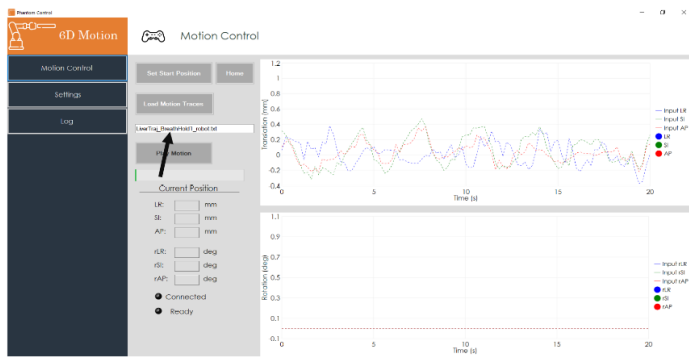 Phantom Control
6D Motion
Motion Control
Motion Control
Settings
Log
Set Start Position
Home
Load Motion Traces
LiverTraj_BreathHold1_robot.txt
Play Motion
Current Position
LR: mm
SI: mm
AP: mm
rLR: deg
rSI: deg
rAP: deg
Connected
Ready
Translation [mm]
1.2
1
0.8
0.6
0.4
0.2
0
-0.2
-0.4
0 5 10 15 20
Time [s]
Input LR
Input SI
Input AP
LR
SI
AP
Rotation [deg]
1.1
0.9
0.7
0.5
0.3
0.1
-0.1
0 5 10 15 20
Time [s]
Input rLR
Input rSI
Input rAP
rLR
rSI
rAP